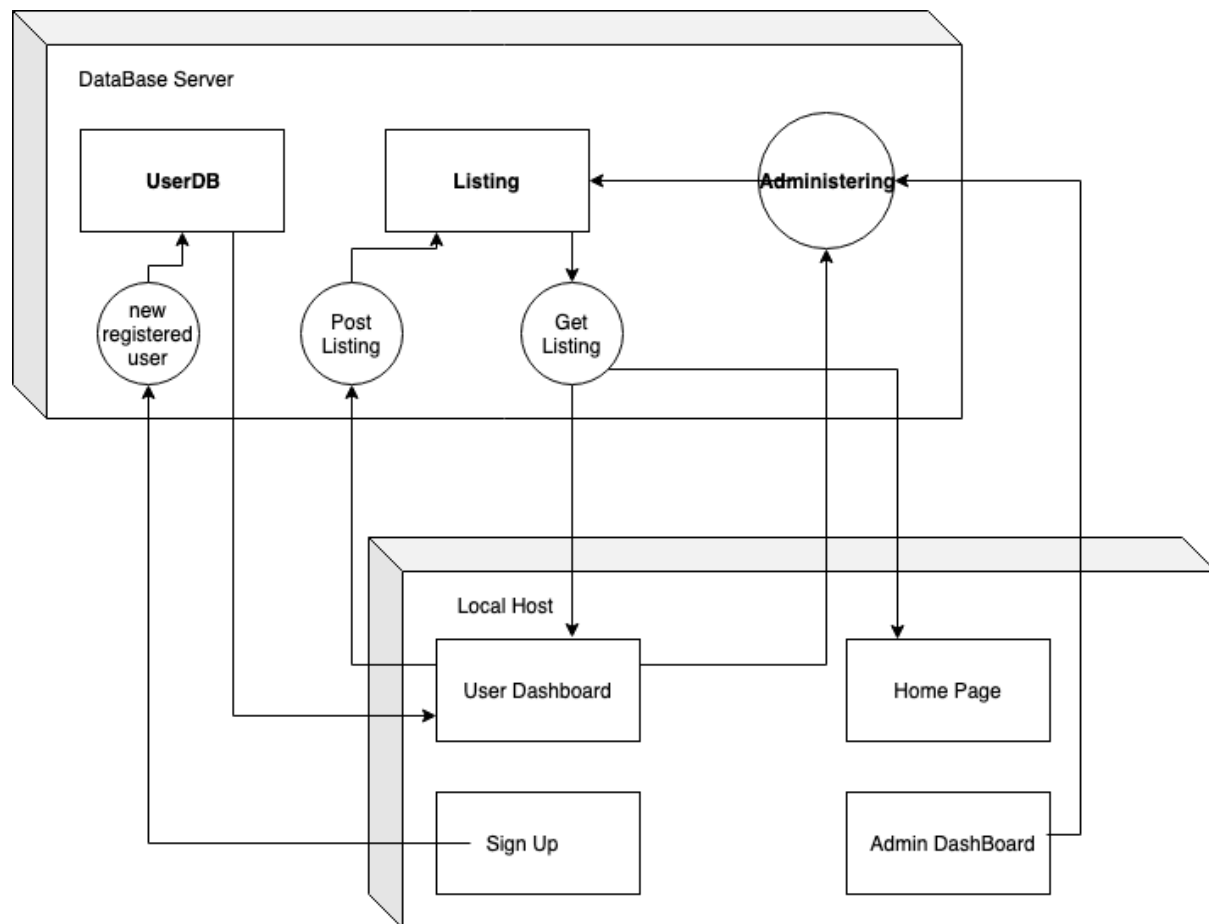 DataBase Server
UserDB
Listing
Administering
new
registered
user
Post
Listing
Get
Listing
Local Host
User Dashboard
Home Page
Sign Up
Admin DashBoard